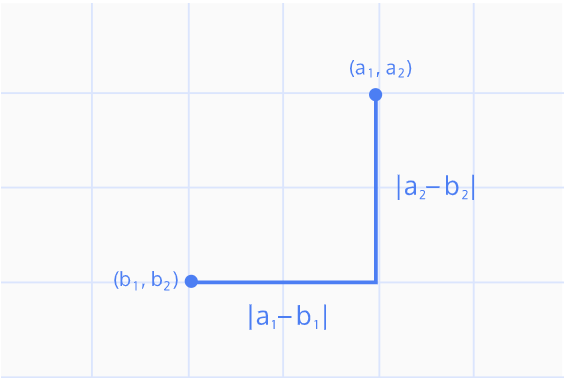 (a₁, a₂)
|a₂− b₂|
(b₁, b₂)
|a₁− b₁|